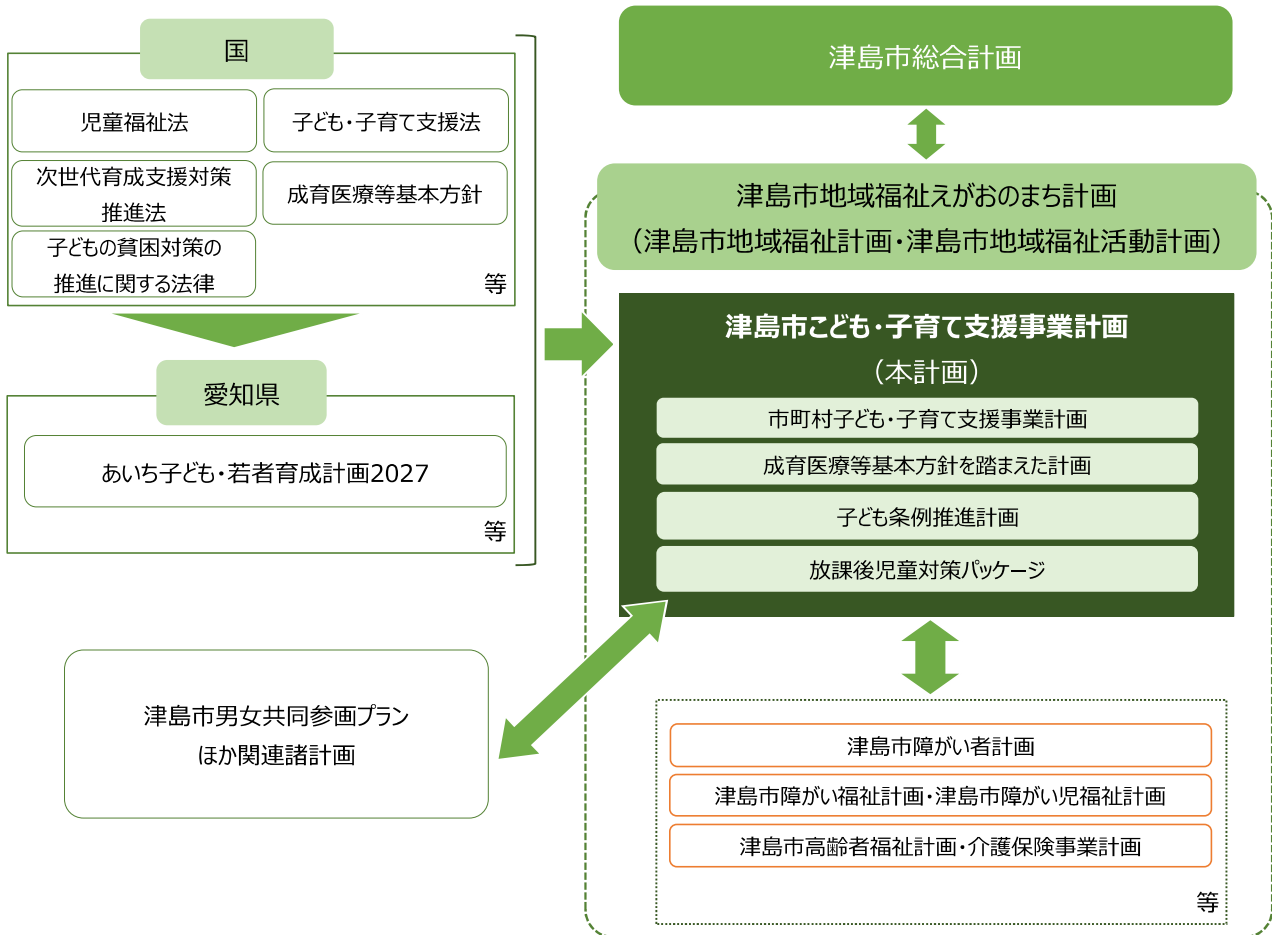 国
児童福祉法
子ども・子育て支援法
次世代育成支援対策
推進法
成育医療等基本方針
子どもの貧困対策の
推進に関する法律
等
愛知県
あいち子ども・若者育成計画2027
等
津島市男女共同参画プラン
ほか関連諸計画
津島市総合計画
津島市地域福祉えがおのまち計画
（津島市地域福祉計画・津島市地域福祉活動計画）
津島市こども・子育て支援事業計画
（本計画）
市町村子ども・子育て支援事業計画
成育医療等基本方針を踏まえた計画
子ども条例推進計画
放課後児童対策パッケージ
津島市障がい者計画
津島市障がい福祉計画・津島市障がい児福祉計画
津島市高齢者福祉計画・介護保険事業計画
等